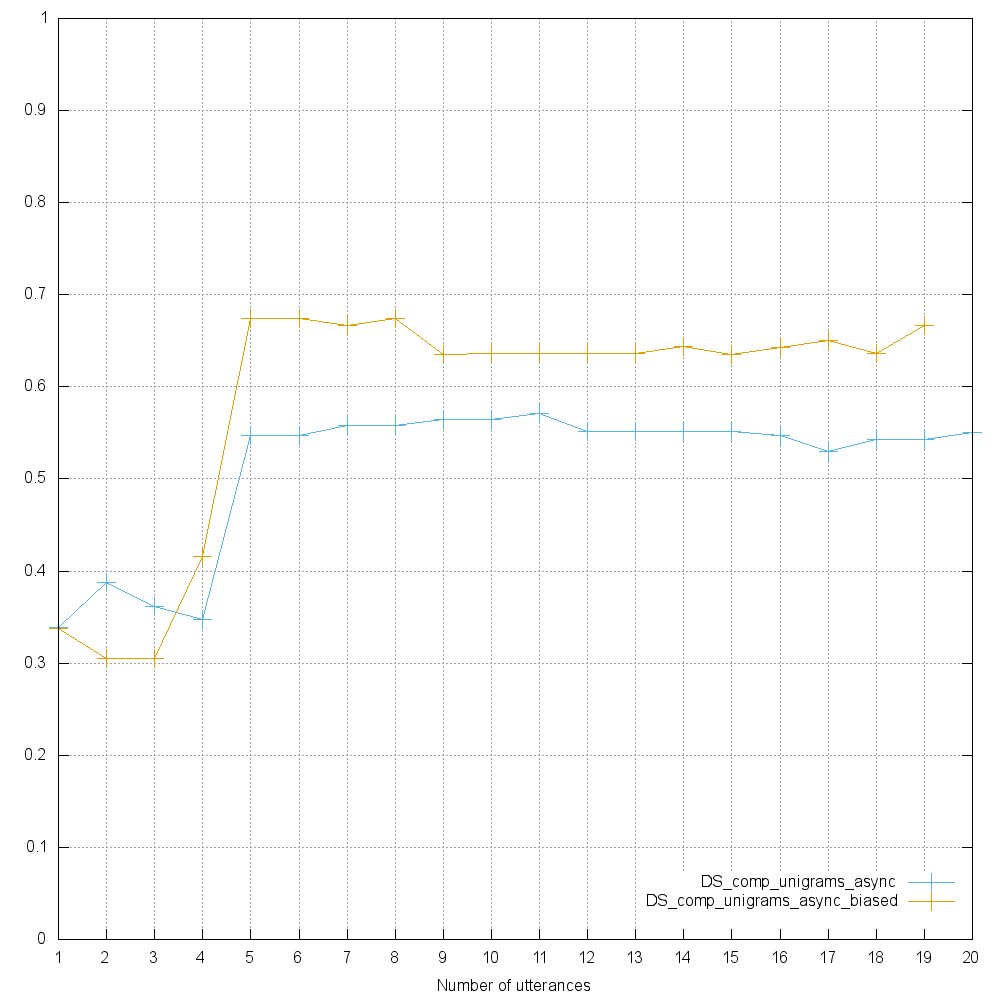 1
0.9
0.8
0.7
0.6
0.5
0.4
0.3
0.2
0.1
0
DS_comp_unigrams_async
DS_comp_unigrams_async_biased
1 2 3 4 5 6 7 8 9 10 11 12 13 14 15 16 17 18 19 20
Number of utterances